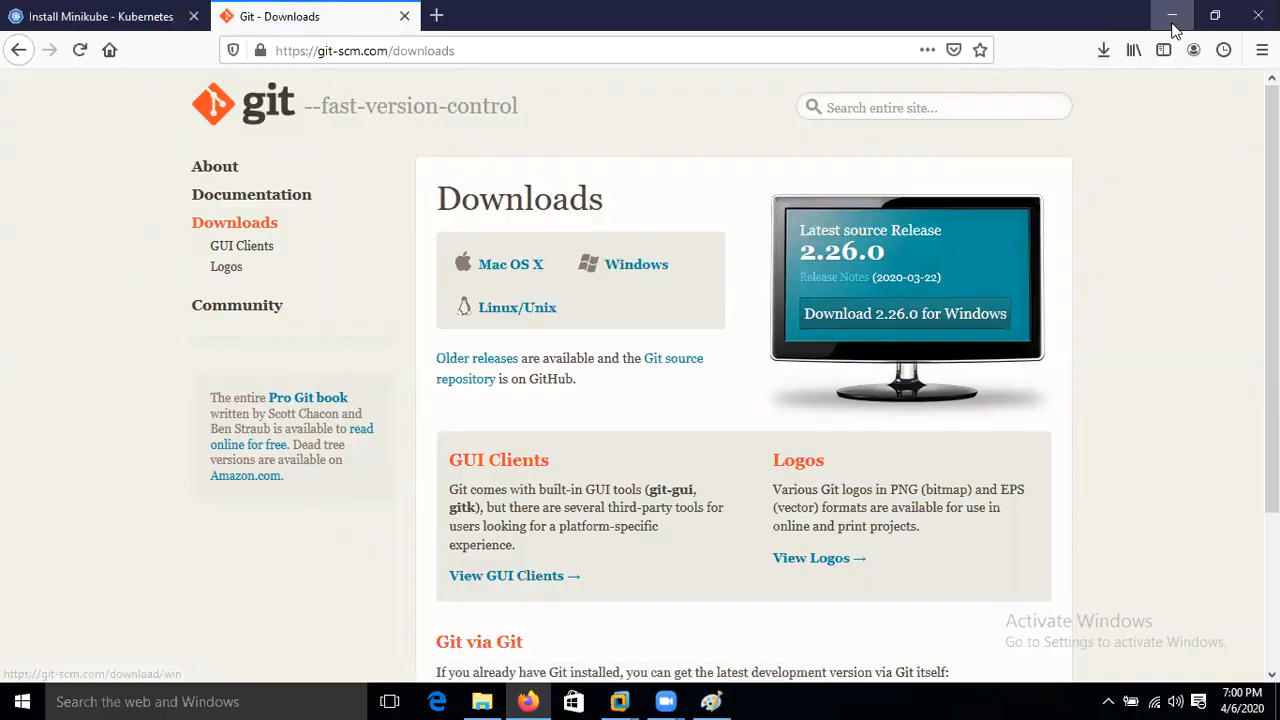 Install Minikube - Kubernetes
Git - Downloads
https://git-scm.com/downloads
git --fast-version-control
Search entire site...
About
Documentation
Downloads
GUI Clients
Logos
Community
The entire Pro Git book
written by Scott Chacon and
Ben Straub is available to read
online for free. Dead tree
versions are available on
Amazon.com.
Downloads
Mac OS X
Windows
Linux/Unix
Older releases are available and the Git source
repository is on GitHub.
Latest source Release
2.26.0
Release Notes (2020-03-22)
Download 2.26.0 for Windows
GUI Clients
Git comes with built-in GUI tools (git-gui,
gitk), but there are several third-party tools for
users looking for a platform-specific
experience.
View GUI Clients →
Logos
Various Git logos in PNG (bitmap) and EPS
(vector) formats are available for use in
online and print projects.
View Logos →
Git via Git
If you already have Git installed, you can get the latest development version via Git itself:
Activate Windows
Go to Settings to activate Windows.
https://git-scm.com/download/win
Search the web and Windows
7:00 PM
4/6/2020